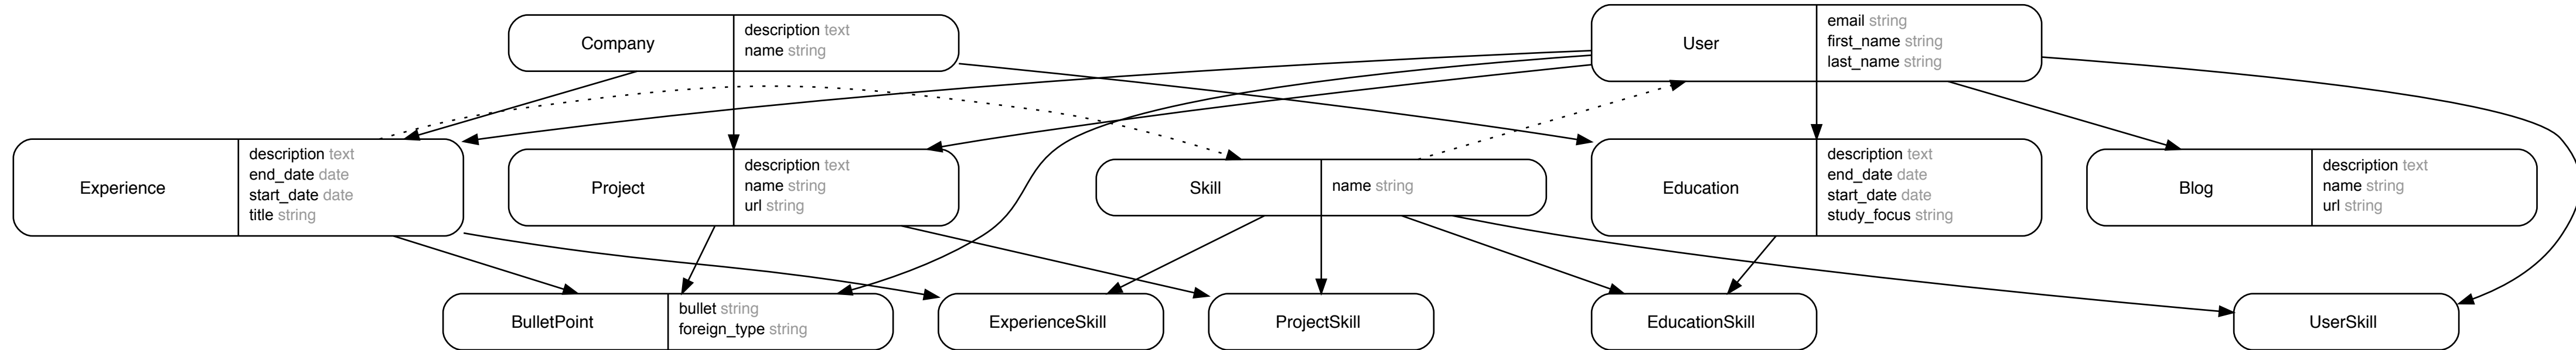 Company
description text
name string
User
email string
first_name string
last_name string
Experience
description text
end_date date
start_date date
title string
Project
description text
name string
url string
Skill
name string
Education
description text
end_date date
start_date date
study_focus string
Blog
description text
name string
url string
BulletPoint
bullet string
foreign_type string
ExperienceSkill
ProjectSkill
EducationSkill
UserSkill